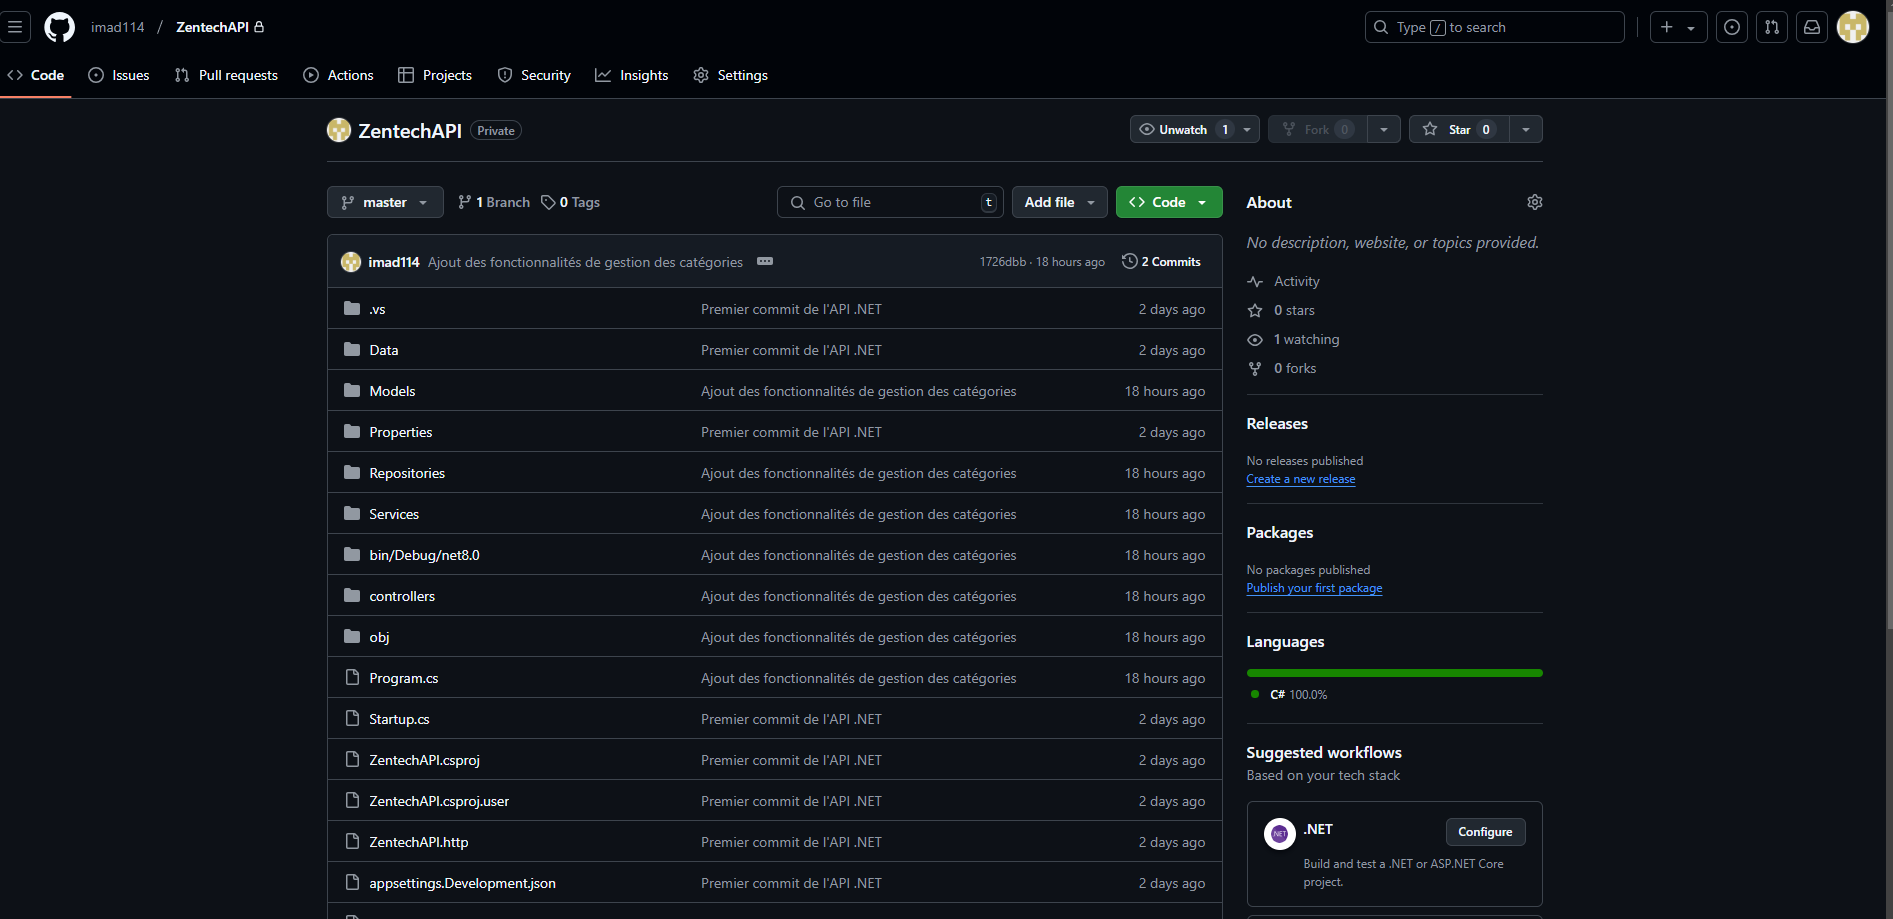 imad114 / ZentechAPI
Type / to search
Code Issues Pull requests Actions Projects Security Insights Settings
ZentechAPI Private
Unwatch 1 Fork 0 Star 0
master 1 Branch 0 Tags Go to file t Add file Code
imad114 Ajout des fonctionnalités de gestion des catégories 1726dbb · 18 hours ago 2 Commits
.vs Premier commit de l'API .NET 2 days ago
Data Premier commit de l'API .NET 2 days ago
Models Ajout des fonctionnalités de gestion des catégories 18 hours ago
Properties Premier commit de l'API .NET 2 days ago
Repositories Ajout des fonctionnalités de gestion des catégories 18 hours ago
Services Ajout des fonctionnalités de gestion des catégories 18 hours ago
bin/Debug/net8.0 Ajout des fonctionnalités de gestion des catégories 18 hours ago
controllers Ajout des fonctionnalités de gestion des catégories 18 hours ago
obj Ajout des fonctionnalités de gestion des catégories 18 hours ago
Program.cs Ajout des fonctionnalités de gestion des catégories 18 hours ago
Startup.cs Premier commit de l'API .NET 2 days ago
ZentechAPI.csproj Premier commit de l'API .NET 2 days ago
ZentechAPI.csproj.user Premier commit de l'API .NET 2 days ago
ZentechAPI.http Premier commit de l'API .NET 2 days ago
appsettings.Development.json Premier commit de l'API .NET 2 days ago
About
No description, website, or topics provided.
Activity
0 stars
1 watching
0 forks
Releases
No releases published
Create a new release
Packages
No packages published
Publish your first package
Languages
C# 100.0%
Suggested workflows
Based on your tech stack
NET
.NET
Configure
Build and test a .NET or ASP.NET Core
project.